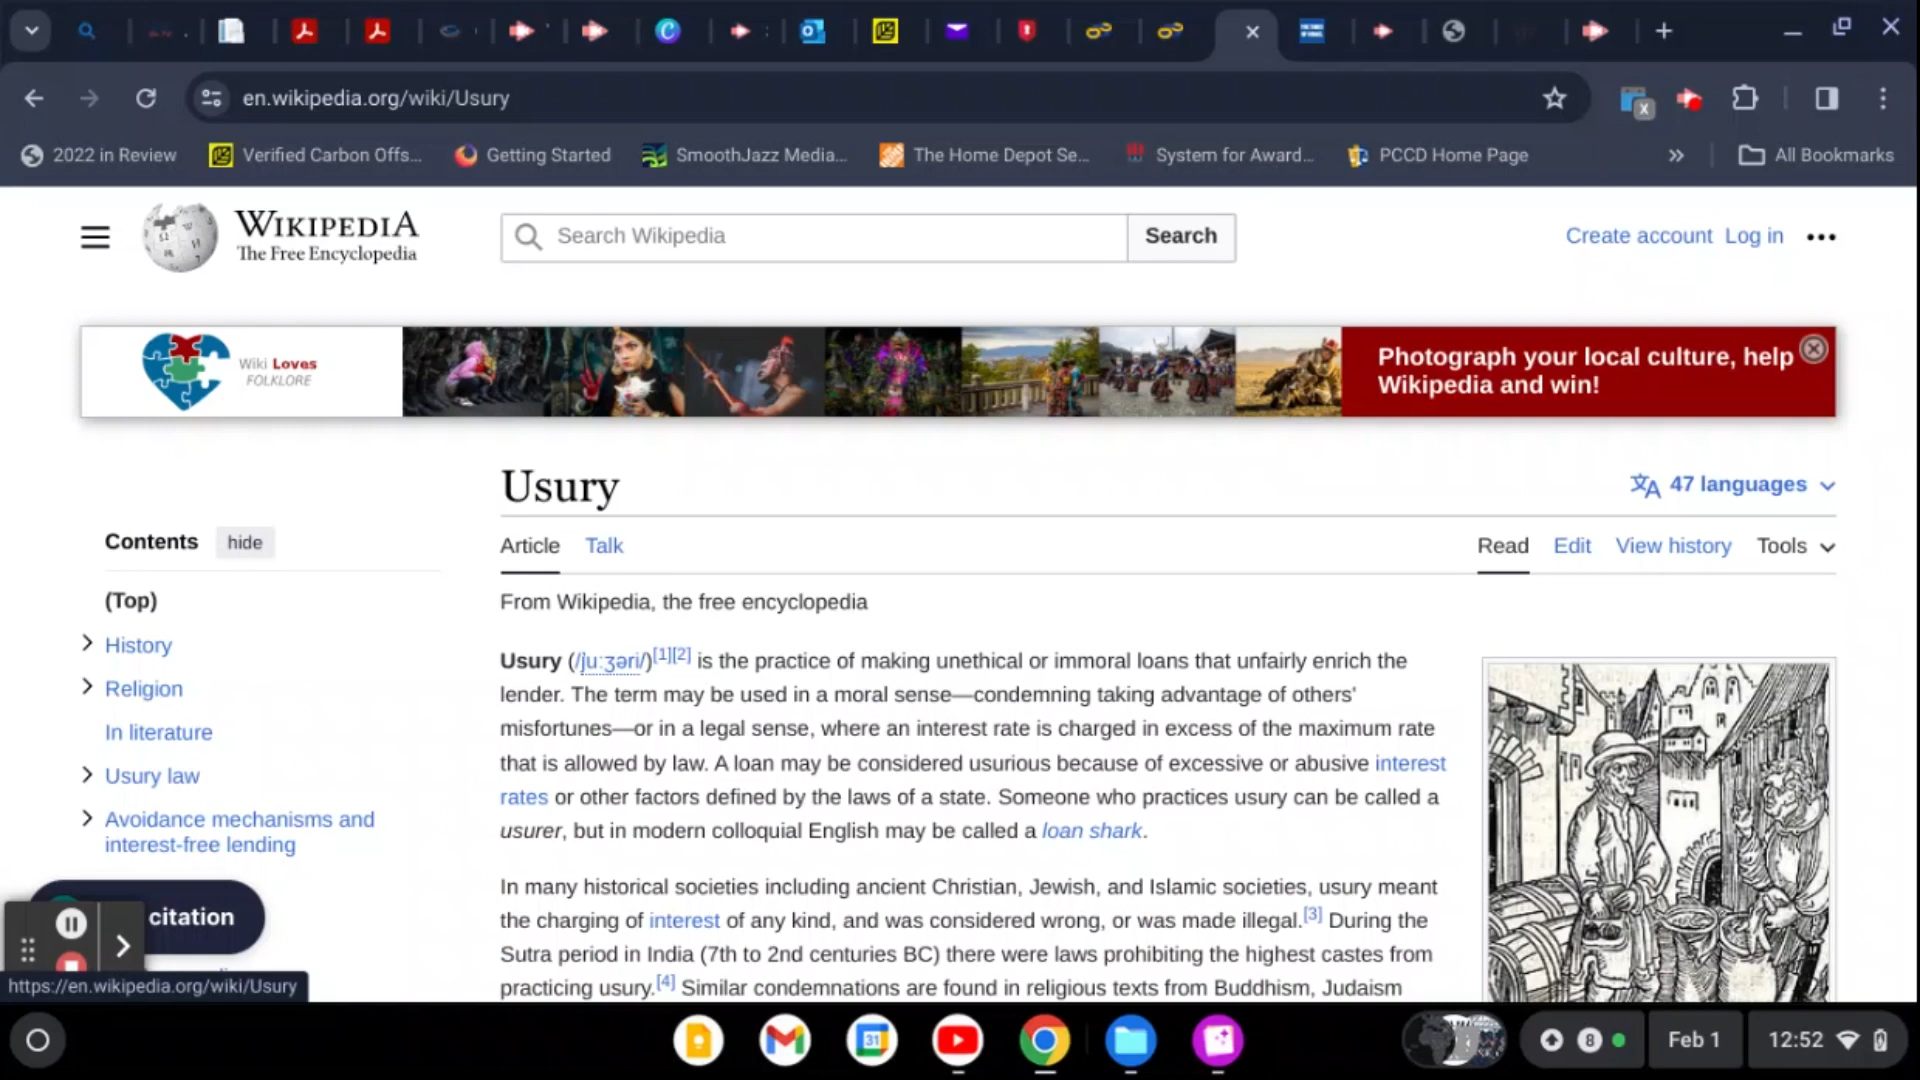 en.wikipedia.org/wiki/Usury
2022 in Review
Verified Carbon Offs...
Getting Started
SmoothJazz Media...
The Home Depot Se...
System for Award...
PCCD Home Page
All Bookmarks
WIKIPEDIA
The Free Encyclopedia
Search Wikipedia
Search
Create account
Log in
Wiki Loves
FOLKLORE
Photograph your local culture, help
Wikipedia and win!
Usury
47 languages
Contents
hide
Article
Talk
Read
Edit
View history
Tools
(Top)
History
Religion
In literature
Usury law
Avoidance mechanisms and
interest-free lending
citation
From Wikipedia, the free encyclopedia
Usury (/ˈjuːʒəri/)[1][2] is the practice of making unethical or immoral loans that unfairly enrich the
lender. The term may be used in a moral sense—condemning taking advantage of others'
misfortunes—or in a legal sense, where an interest rate is charged in excess of the maximum rate
that is allowed by law. A loan may be considered usurious because of excessive or abusive interest
rates or other factors defined by the laws of a state. Someone who practices usury can be called a
usurer, but in modern colloquial English may be called a loan shark.
In many historical societies including ancient Christian, Jewish, and Islamic societies, usury meant
the charging of interest of any kind, and was considered wrong, or was made illegal.[3] During the
Sutra period in India (7th to 2nd centuries BC) there were laws prohibiting the highest castes from
practicing usury.[4] Similar condemnations are found in religious texts from Buddhism, Judaism
https://en.wikipedia.org/wiki/Usury
31
8
Feb 1
12:52